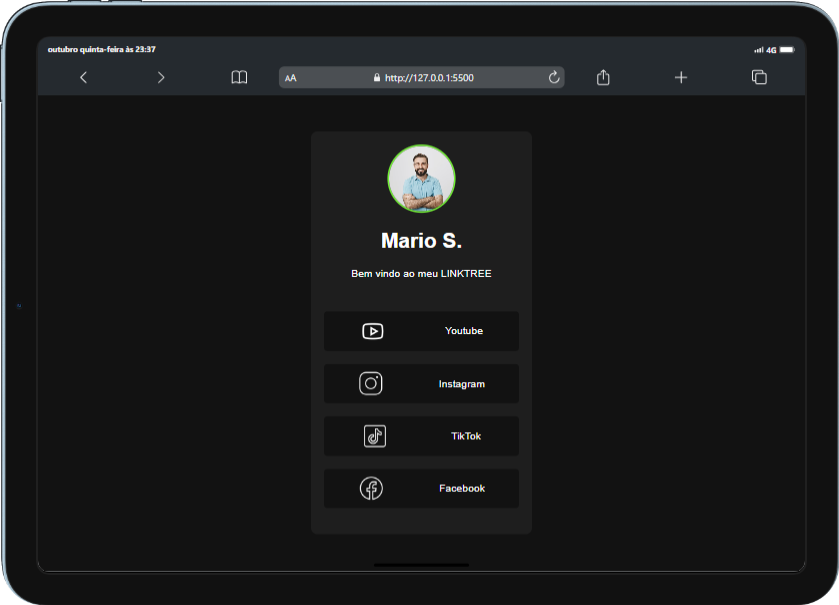 outubro quinta-feira às 23:37
4G
AA
http://127.0.0.1:5500
Mario S.
Bem vindo ao meu LINKTREE
Youtube
Instagram
TikTok
Facebook